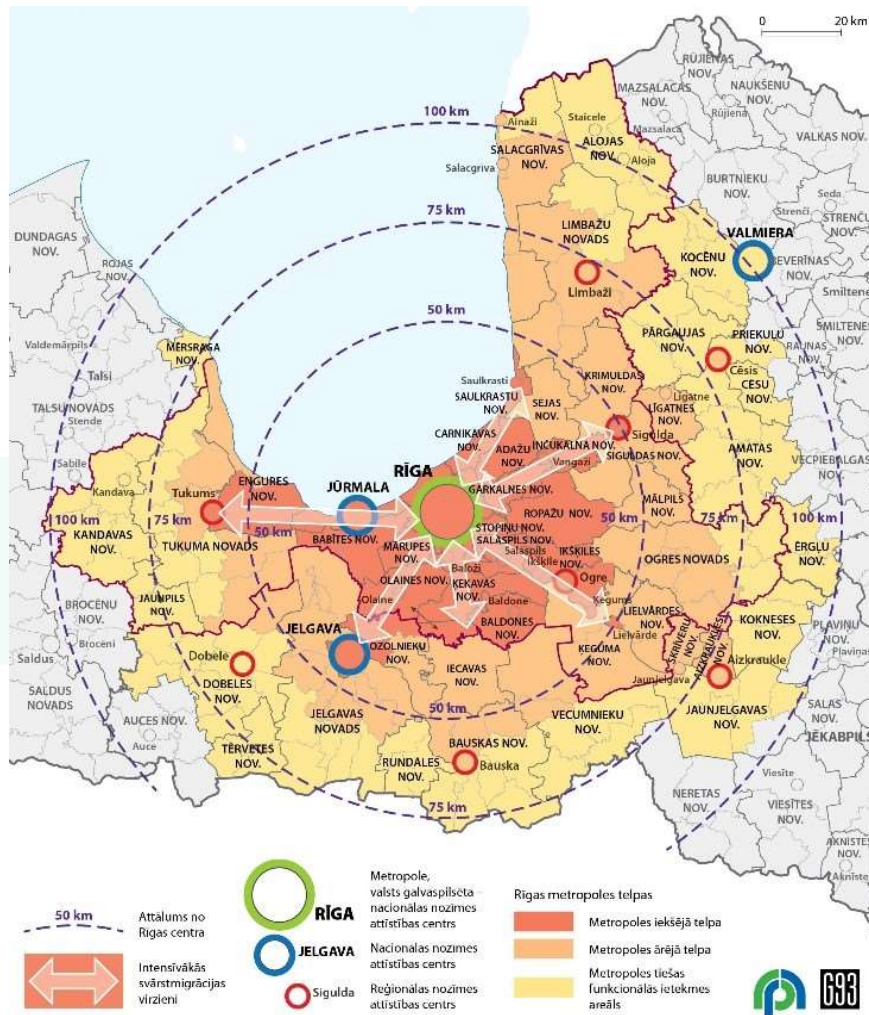 0 20 km
RŪJIENAS
NOV.
NAUKŠĒNU NOV.
MAZSALACAS
NOV.
Rūjiena
Mazsalaca
VALKAS NOV.
100 km
Ainaži
Staicele
SALACGRĪVAS
NOV.
ALOJAS
NOV.
Aloja
Salacgrīva
BURTNIEKU
NOV.
Seda
Strenči
STRENČU
NOV.
75 km
LIMBAŽU
NOVADS
VALMIERA
DUNDAGAS
NOV.
ROJAS
NOV.
KOCĒNU
NOV.
BEVERĪNAS
NOV.
Limbaži
Smiltene
50 km
PĀRGAUJAS
NOV.
PRIEKUĻU
NOV.
SMILTENES
NOV.
RAUNAS
NOV.
Valdemārpils
MĒRSRAGA
NOV.
Cēsis
CĒSU
NOV.
Talsi
Saulkrasti
KRIMULDAS
NOV.
TALSU NOVADS
Stende
SAULKRASTU
NOV.
SĒJAS
NOV.
Līgatne
LĪGATNES
NOV.
CARNIKAVAS
NOV.
ĀDAŽU
NOV.
INČUKALNA NOV.
Sigulda
AMATAS
NOV.
Sabile
Vangaži
SIGULDAS NOV.
VECPIEBALGAS
NOV.
RĪGA
Kandava
ENGURES
NOV.
JŪRMALA
GARKALNES NOV.
MĀLPILS
NOV.
Tukums
100 km
75 km
50 km
ROPAŽU NOV.
50 km
75 km
100 km
KANDAVAS
NOV.
TUKUMA NOVADS
BABĪTES NOV.
STOPIŅU NOV.
SALASPILS NOV.
MĀRUPES
NOV.
Salaspils
Ikšķile
IKŠĶILES
NOV.
OGRES NOVADS
ĒRGĻU
NOV.
Baloži
Ogre
OLAINES NOV.
ĶEKAVAS
NOV.
JAUNPILS
NOV.
Olaine
Baldone
Ķegums
BROCĒNU
NOV.
BALDONES
NOV.
LIELVĀRDES
NOV.
KOKNESES
NOV.
PĻAVIŅU
NOV.
JELGAVA
Lielvārde
SKRĪVERU
NOV.
AIZKRAUKLES
NOV.
Brocēni
OZOLNIEKU
NOV.
Pļaviņas
Saldus
Dobele
IECAVAS
NOV.
ĶEGUMA
NOV.
Aizkraukle
DOBELES
NOV.
Jaunjelgava
SALDUS
NOVADS
50 km
SALAS
NOV.
JELGAVAS
NOVADS
VECUMNIEKU
NOV.
JAUNJELGAVAS
NOV.
JĒKABPILS
AUCES NOV.
Auce
TĒRVETES
NOV.
RUNDĀLES
NOV.
BAUSKAS NOV.
Bauska
Viesīte
NERETAS
NOV.
VIESĪTES
NOV.
75 km
AKNĪSTES
NOV.
Aknīste
50 km
Attālums no
Rīgas centra
Intensīvākās
svārstmigrācijas
virzieni
RĪGA
Metropole,
valsts galvaspilsēta –
nacionālas nozīmes
attīstības centrs
JELGAVA
Nacionālas nozīmes
attīstības centrs
Sigulda
Reģionālas nozīmes
attīstības centrs
Rīgas metropoles telpas
Metropoles iekšējā telpa
Metropoles ārējā telpa
Metropoles tiešas
funkcionālās ietekmes
areāls
G93